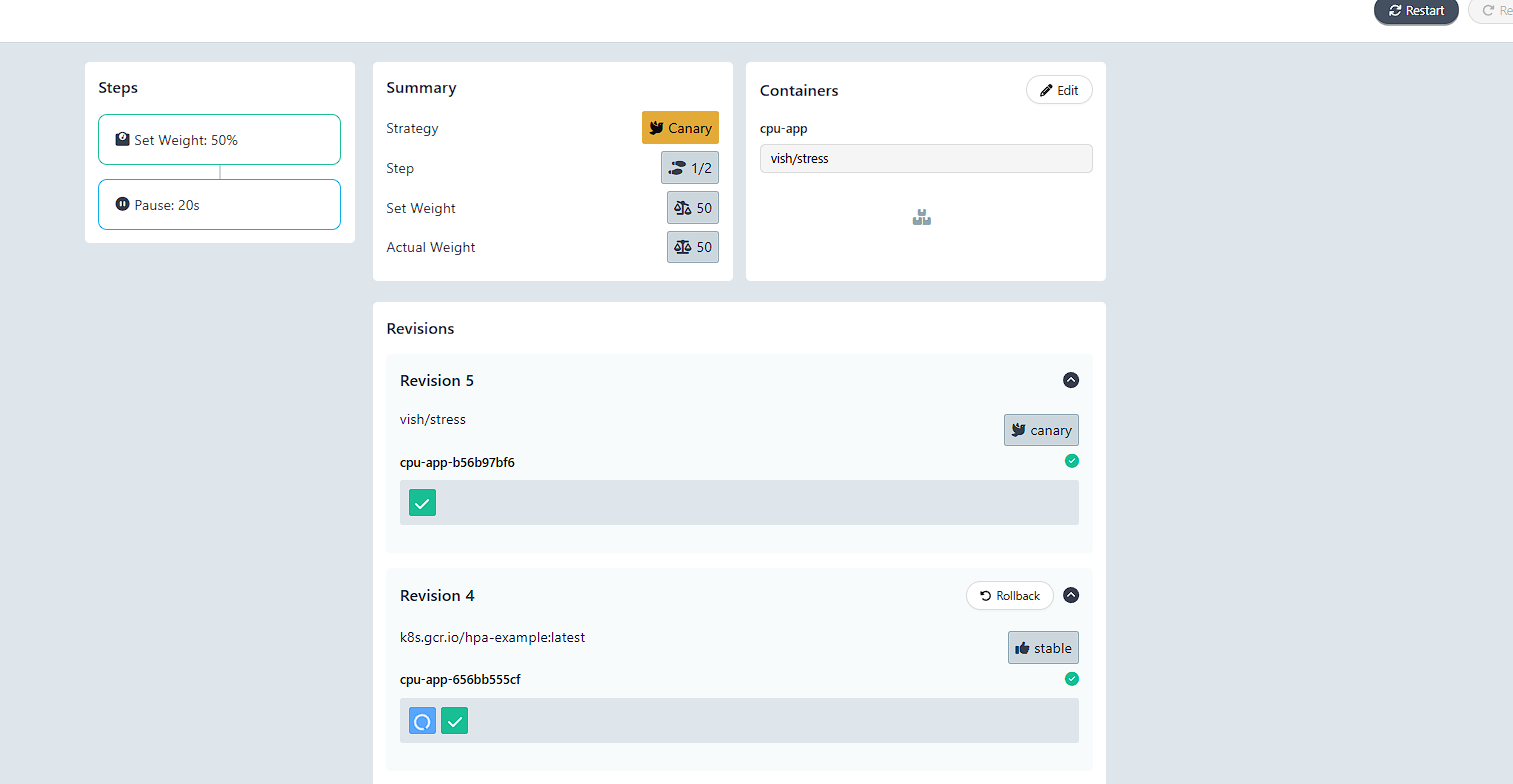 Restart
Re
Steps
Set Weight: 50%
Pause: 20s
Summary
Strategy
Canary
Step
1/2
Set Weight
50
Actual Weight
50
Containers
Edit
cpu-app
vish/stress
Revisions
Revision 5
vish/stress
canary
cpu-app-b56b97bf6
Revision 4
Rollback
k8s.gcr.io/hpa-example:latest
stable
cpu-app-656bb555cf